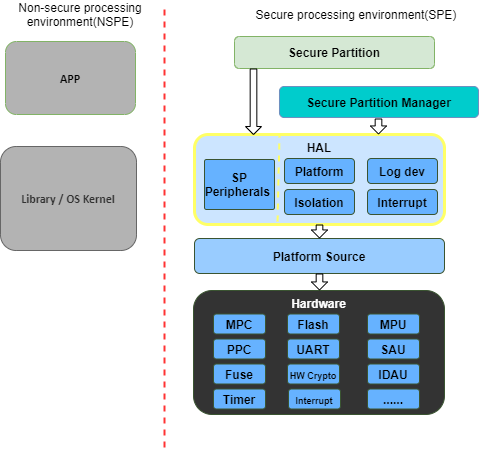 Non-secure processing
environment(NSPE)
Secure processing environment(SPE)
Secure Partition
APP
Secure Partition Manager
HAL
SP
Peripherals
Platform
Log dev
Isolation
Interrupt
Library / OS Kernel
Platform Source
Hardware
MPC
Flash
MPU
PPC
UART
SAU
Fuse
HW Crypto
IDAU
Timer
Interrupt
......